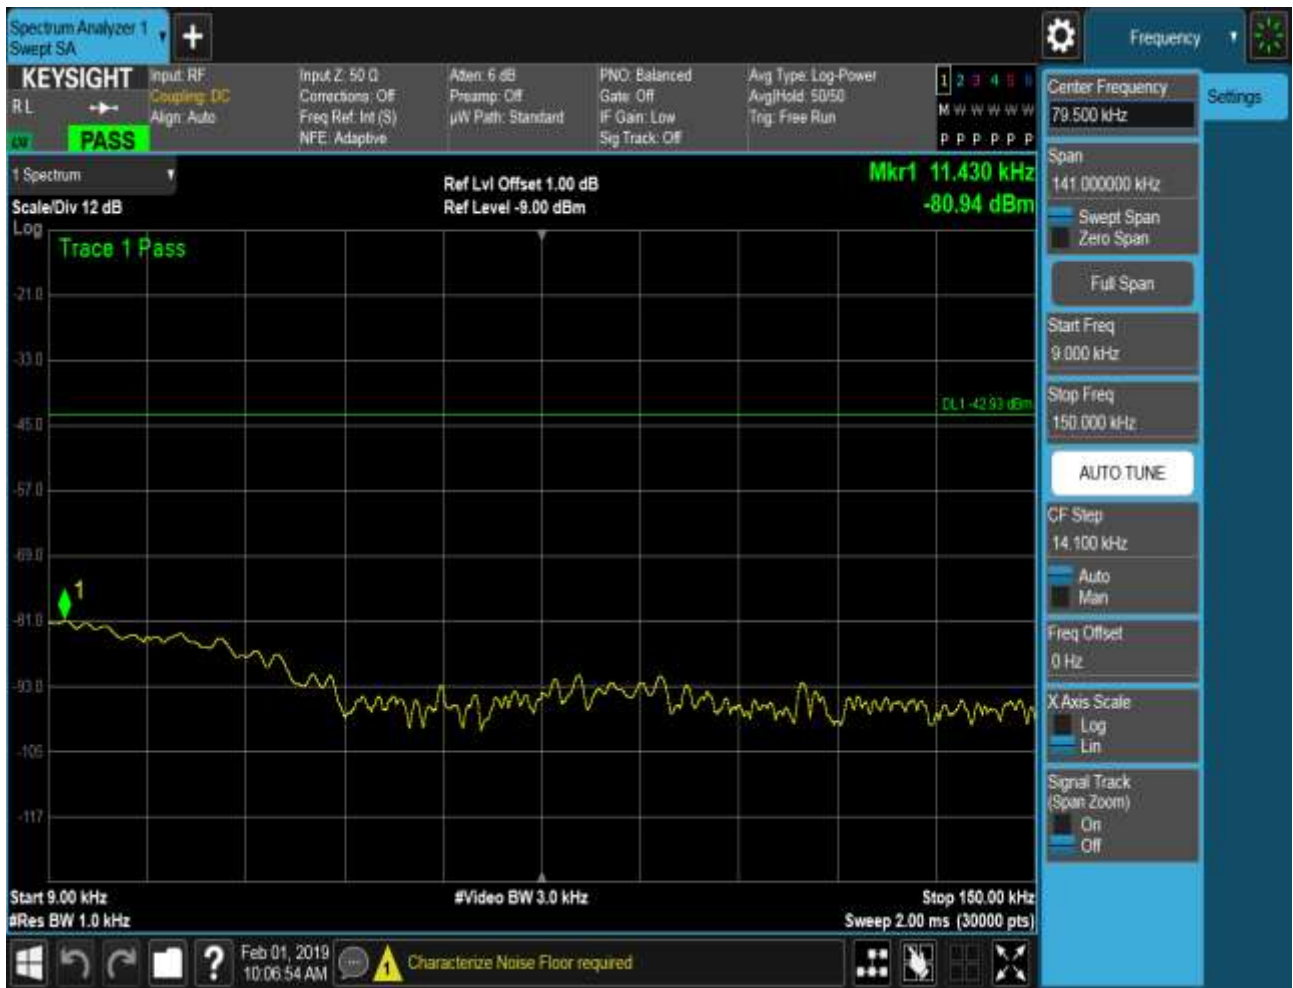 Spectrum Analyzer 1
Swept SA
Frequency
KEYSIGHT
R L
PASS
Input: RF
Coupling: DC
Align: Auto
Input Z: 50 Ω
Corrections: Off
Freq Ref: Int (S)
NFE: Adaptive
Atten: 6 dB
Preamp: Off
µW Path: Standard
PNO: Balanced
Gate: Off
IF Gain: Low
Sig Track: Off
Avg Type: Log-Power
Avg|Hold: 50/50
Trig: Free Run
1 2 3 4 5 6
M W W W W W
P P P P P P
1 Spectrum
Scale/Div 12 dB
Ref Lvl Offset 1.00 dB
Ref Level -9.00 dBm
Mkr1 11.430 kHz
-80.94 dBm
Log
Trace 1 Pass
-21.0
-33.0
DL1 -42.93 dBm
-45.0
-57.0
-69.0
1
-81.0
-93.0
-105
-117
Start 9.00 kHz
#Video BW 3.0 kHz
Stop 150.00 kHz
#Res BW 1.0 kHz
Sweep 2.00 ms (30000 pts)
Center Frequency
79.500 kHz
Settings
Span
141.000000 kHz
Swept Span
Zero Span
Full Span
Start Freq
9.000 kHz
Stop Freq
150.000 kHz
AUTO TUNE
CF Step
14.100 kHz
Auto
Man
Freq Offset
0 Hz
X Axis Scale
Log
Lin
Signal Track
(Span Zoom)
On
Off
?
Feb 01, 2019
10:06:54 AM
1
Characterize Noise Floor required